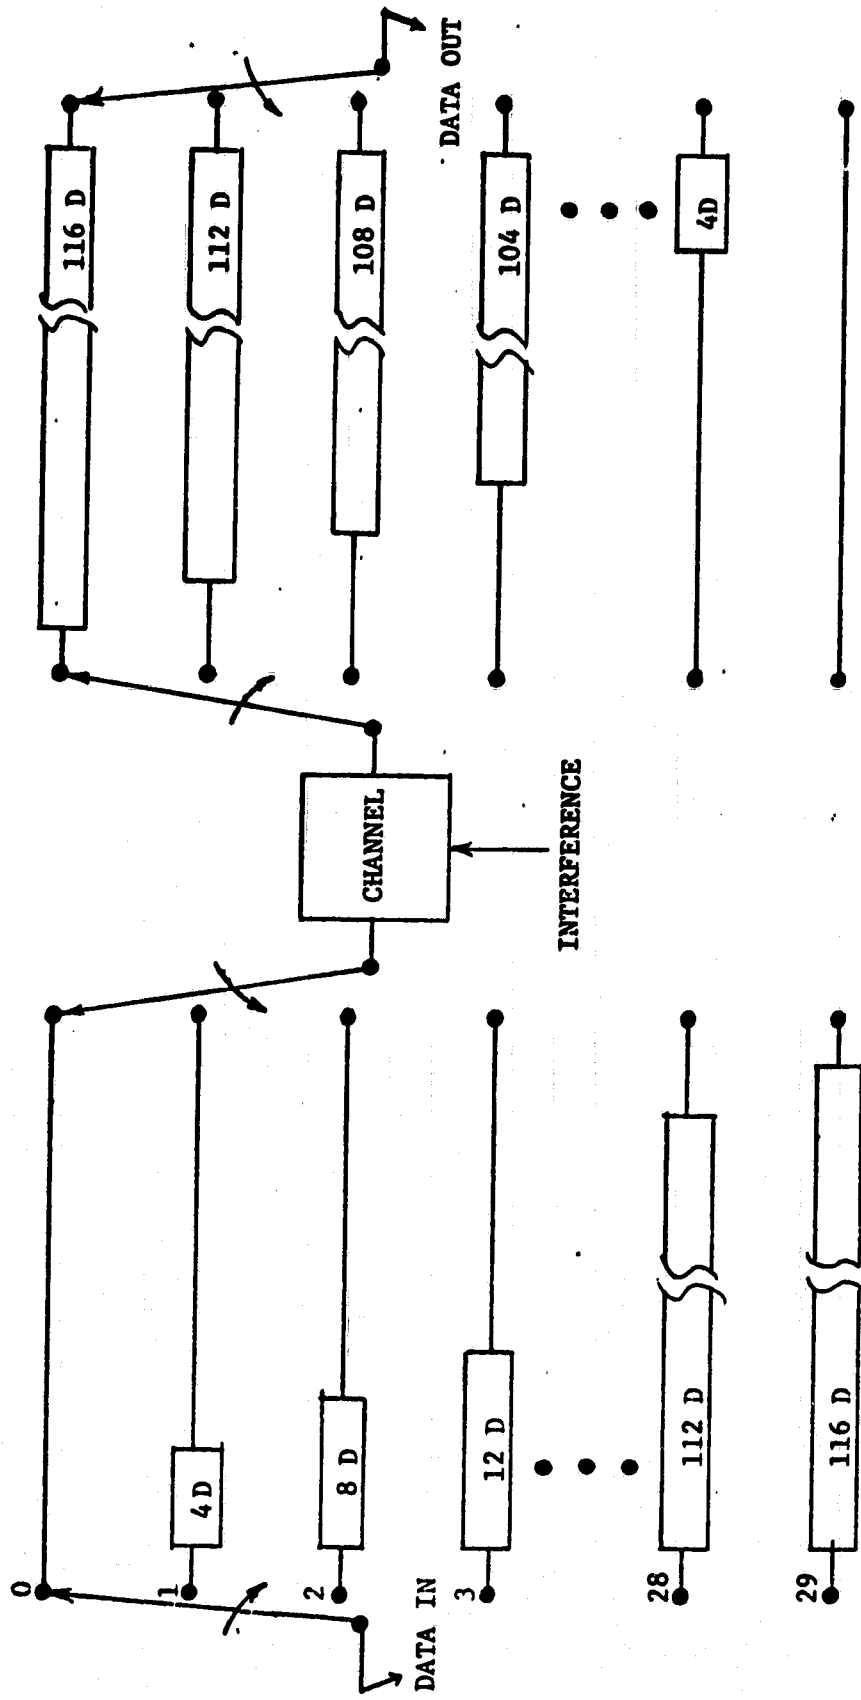 0
1
4D
2
8 D
3
12 D
28
112 D
29
116 D
DATA IN
CHANNEL
INTERFERENCE
116 D
112 D
108 D
104 D
4D
DATA OUT